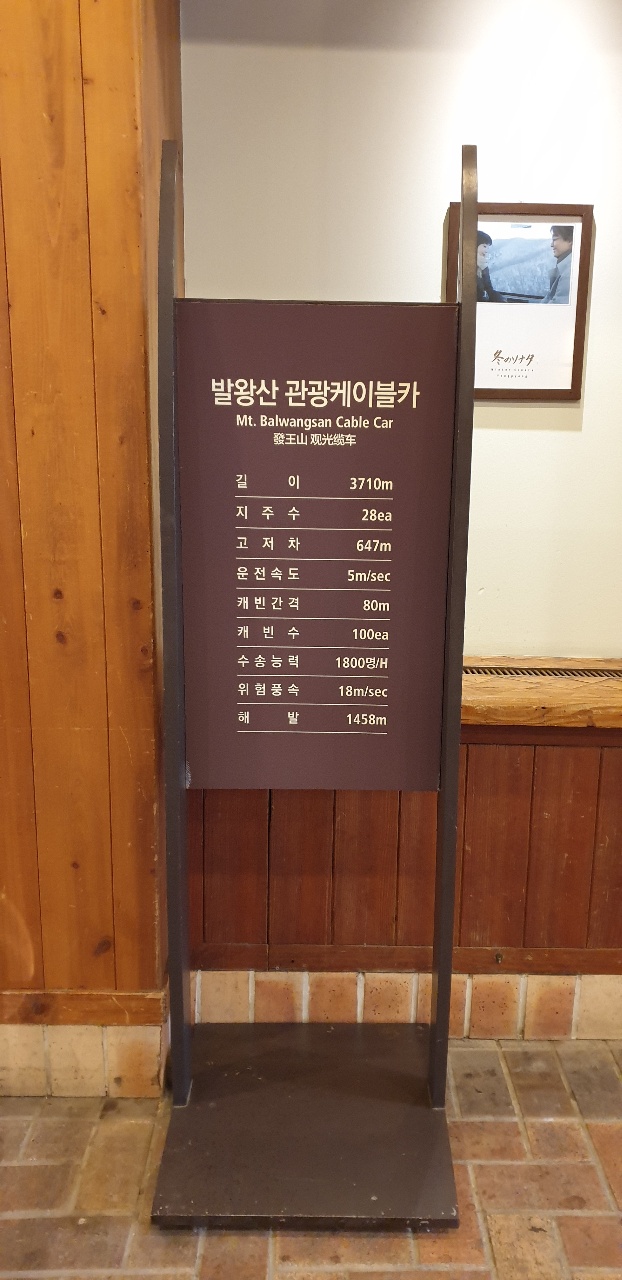 발왕산 관광케이블카
Mt. Balwangsan Cable Car
發王山 观光缆车
길 이 3710m
지 주 수 28ea
고 저 차 647m
운전속도 5m/sec
캐빈간격 80m
캐 빈 수 100ea
수송능력 1800명/H
위험풍속 18m/sec
해 발 1458m
冬のソナタ